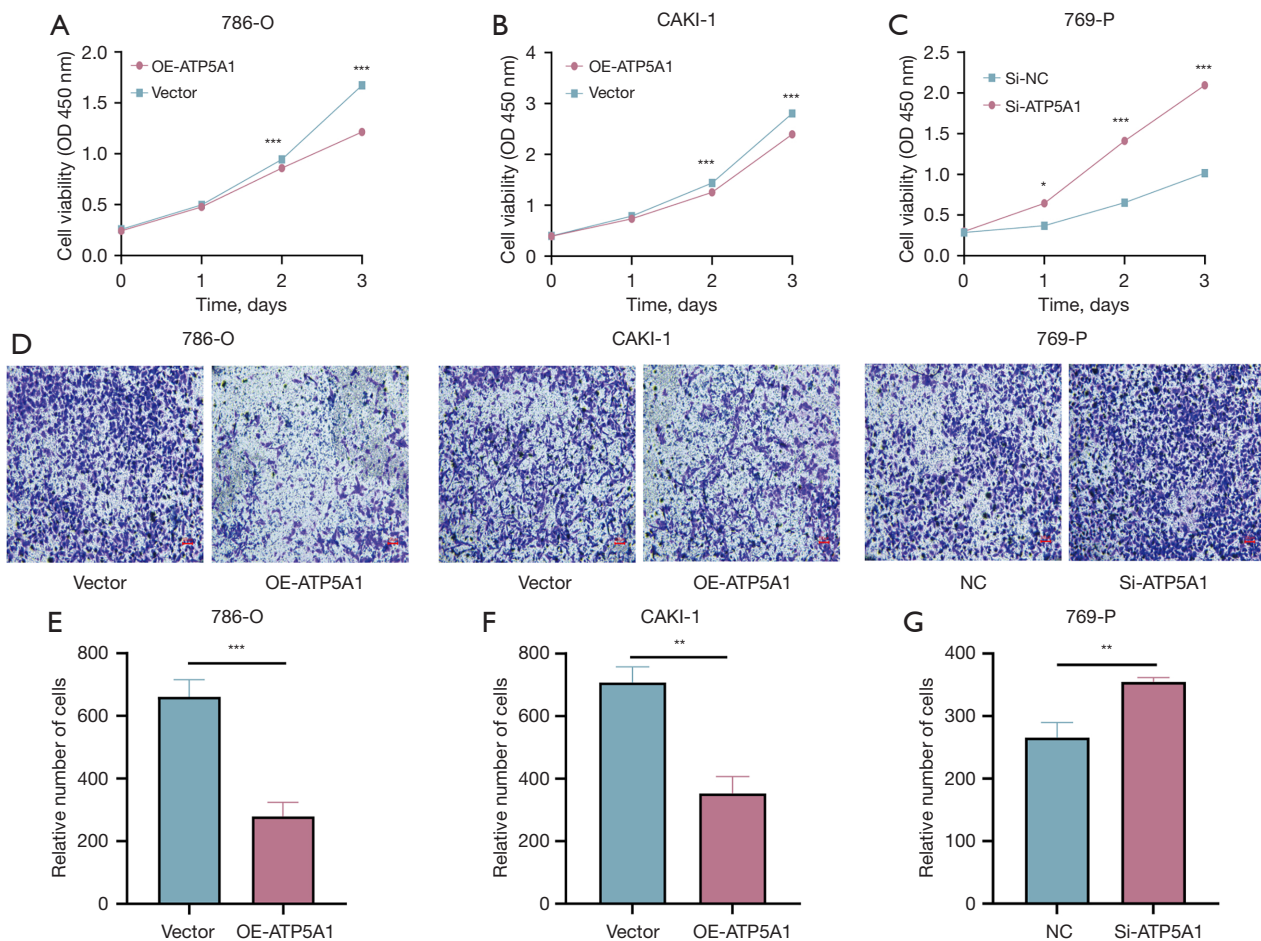 A
786-O
2.0
1.5
1.0
0.5
0.0
Cell viability (OD 450 nm)
OE-ATP5A1
Vector
***
***
0 1 2 3
Time, days
B
CAKI-1
4
3
2
1
0
Cell viability (OD 450 nm)
OE-ATP5A1
Vector
***
***
0 1 2 3
Time, days
C
769-P
2.5
2.0
1.5
1.0
0.5
0.0
Cell viability (OD 450 nm)
Si-NC
Si-ATP5A1
*
***
***
0 1 2 3
Time, days
D
786-O
CAKI-1
769-P
Vector
OE-ATP5A1
Vector
OE-ATP5A1
NC
Si-ATP5A1
E
786-O
800
600
400
200
0
Relative number of cells
***
Vector OE-ATP5A1
F
CAKI-1
800
600
400
200
0
Relative number of cells
**
Vector OE-ATP5A1
G
769-P
400
300
200
100
0
Relative number of cells
**
NC Si-ATP5A1